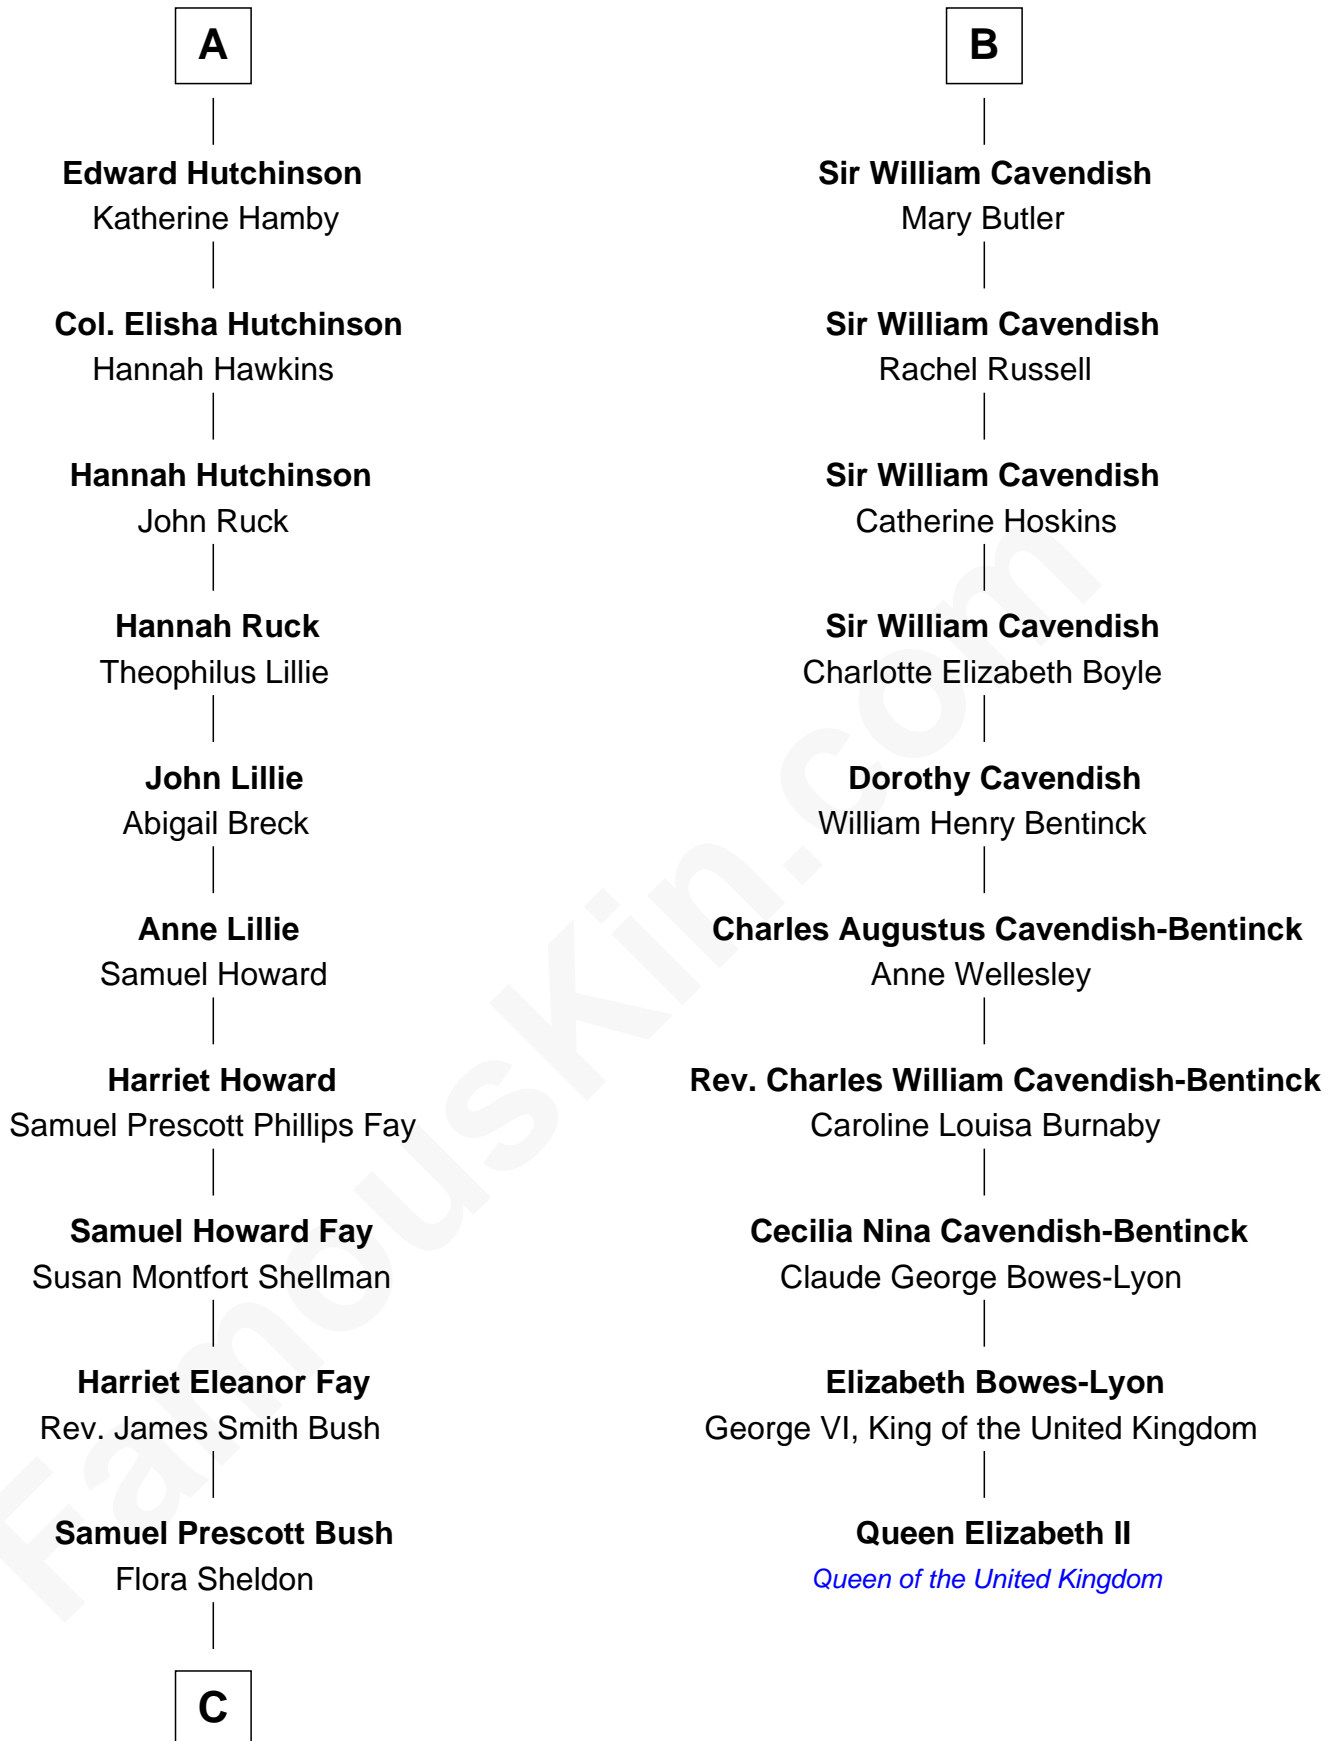 A
Edward Hutchinson
Katherine Hamby
Col. Elisha Hutchinson
Hannah Hawkins
Hannah Hutchinson
John Ruck
Hannah Ruck
Theophilus Lillie
John Lillie
Abigail Breck
Anne Lillie
Samuel Howard
Harriet Howard
Samuel Prescott Phillips Fay
Samuel Howard Fay
Susan Montfort Shellman
Harriet Eleanor Fay
Rev. James Smith Bush
Samuel Prescott Bush
Flora Sheldon
C
B
Sir William Cavendish
Mary Butler
Sir William Cavendish
Rachel Russell
Sir William Cavendish
Catherine Hoskins
Sir William Cavendish
Charlotte Elizabeth Boyle
Dorothy Cavendish
William Henry Bentinck
Charles Augustus Cavendish-Bentinck
Anne Wellesley
Rev. Charles William Cavendish-Bentinck
Caroline Louisa Burnaby
Cecilia Nina Cavendish-Bentinck
Claude George Bowes-Lyon
Elizabeth Bowes-Lyon
George VI, King of the United Kingdom
Queen Elizabeth II
Queen of the United Kingdom
FamousKin.com